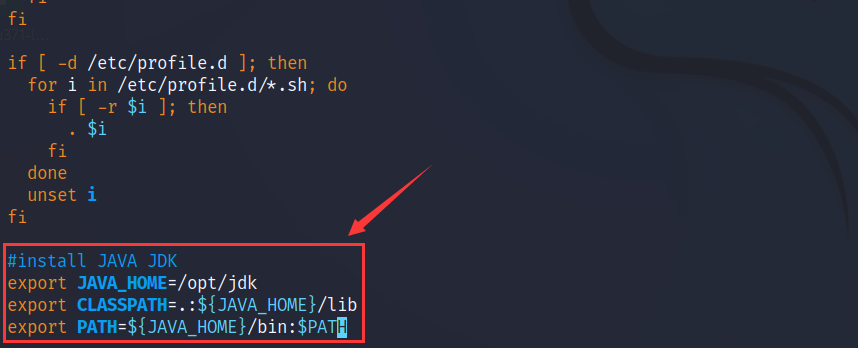 fi
fi

if [ -d /etc/profile.d ]; then
  for i in /etc/profile.d/*.sh; do
    if [ -r $i ]; then
      . $i
    fi
  done
  unset i
fi

#install JAVA JDK
export JAVA_HOME=/opt/jdk
export CLASSPATH=.:${JAVA_HOME}/lib
export PATH=${JAVA_HOME}/bin:$PATH